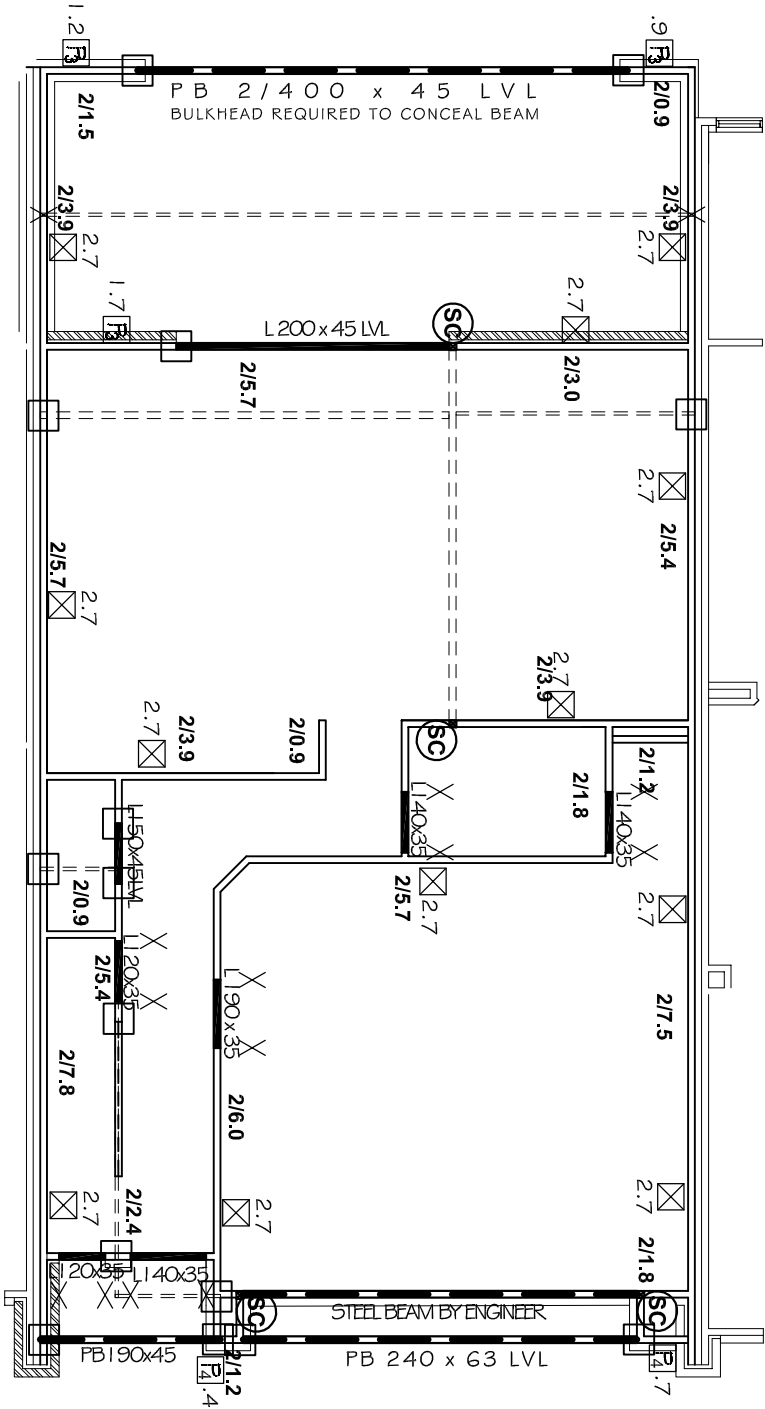 1.2
P3
.9
P3
PB 2/400 x 45 LVL
BULKHEAD REQUIRED TO CONCEAL BEAM
2/1.5
2/0.9
2/3.9
2.7
2/3.9
2.7
1.7
P3
L200x45 LVL
SC
2.7
2/5.7
2/3.0
2.7
2/5.4
2/5.7
2.7
2.7
2/3.9
2.7
2/3.9
2/0.9
SC
2/1.2
L140x35
2/1.8
L140x35
L150x45LVL
2/0.9
2/5.7
2.7
2.7
L120x35
2/5.4
L190x35
2/7.5
2/7.8
2/6.0
2.7
2/2.4
2.7
2.7
2/1.8
L120x35
L140x35
SC
STEEL BEAM BY ENGINEER
SC
PB190x45
2/1.2
PB 240 x 63 LVL
P4
.4
P4
.7